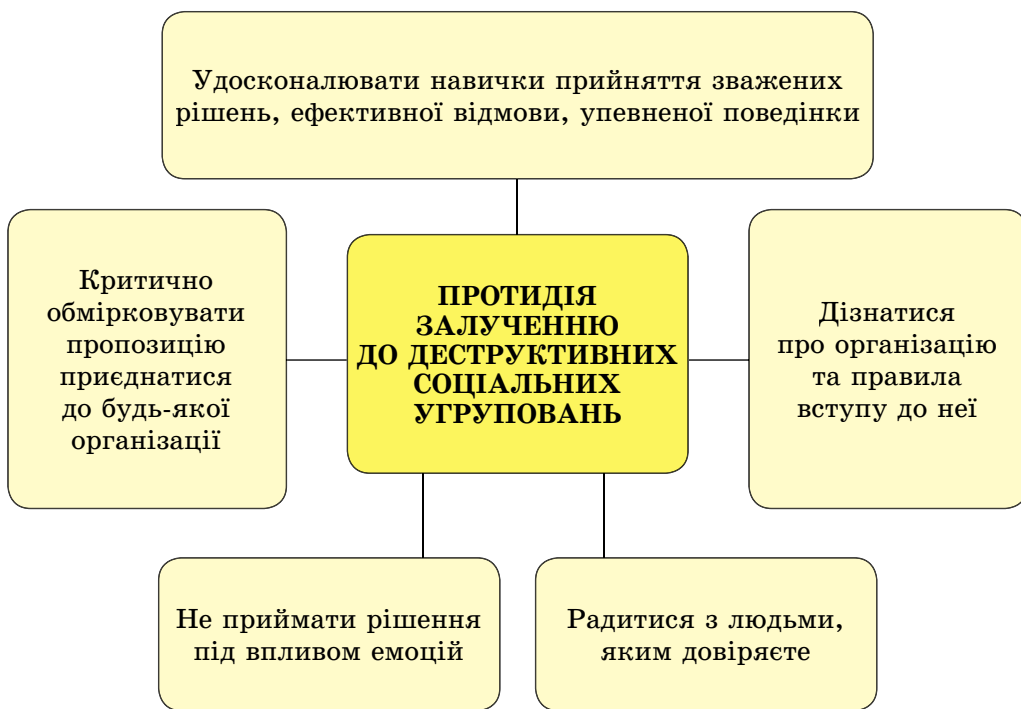 Удосконалювати навички прийняття зважених
рішень, ефективної відмови, упевненої поведінки
Критично
обмірковувати
пропозицію
приєднатися
до будь-якої
організації
ПРОТИДІЯ
ЗАЛУЧЕННЮ
ДО ДЕСТРУКТИВНИХ
СОЦІАЛЬНИХ
УГРУПОВАНЬ
Дізнатися
про організацію
та правила
вступу до неї
Не приймати рішення
під впливом емоцій
Радитися з людьми,
яким довіряєте